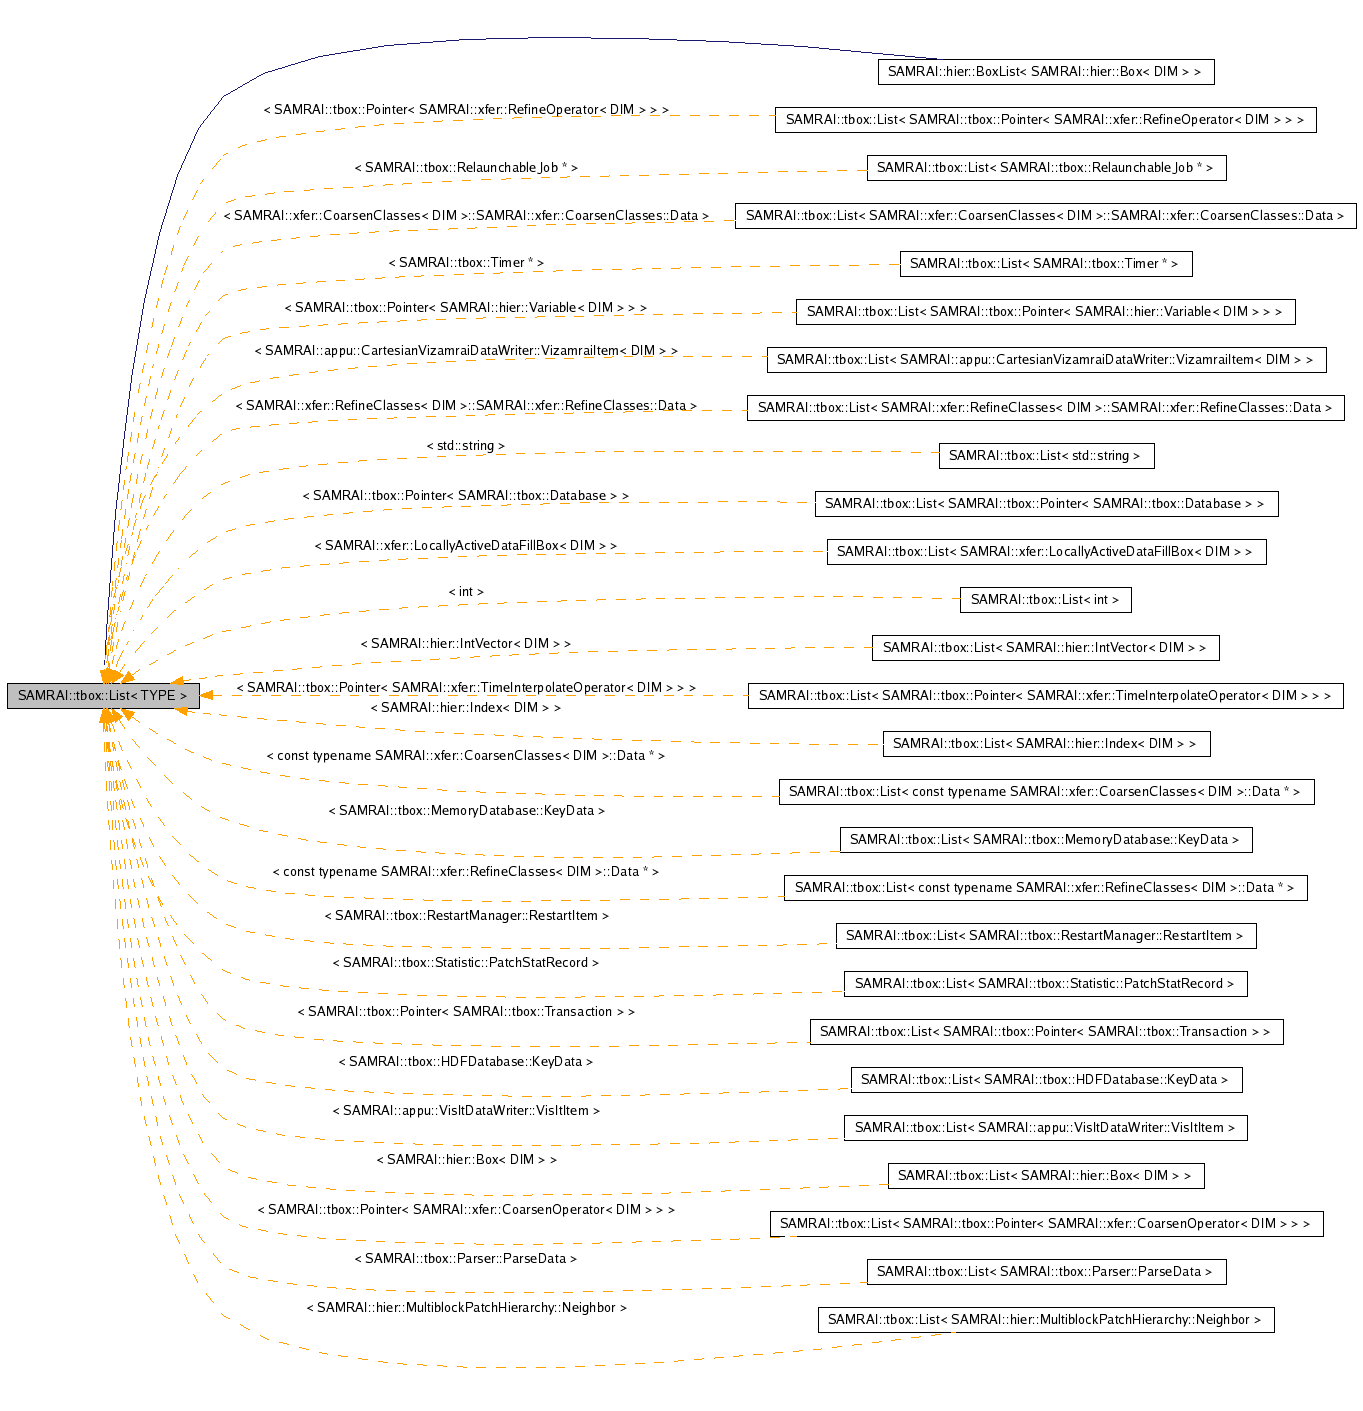 SAMRAI::hier::BoxList< SAMRAI::hier::Box< DIM > >
< SAMRAI::tbox::Pointer< SAMRAI::xfer::RefineOperator< DIM > > >
SAMRAI::tbox::List< SAMRAI::tbox::Pointer< SAMRAI::xfer::RefineOperator< DIM > > >
< SAMRAI::tbox::RelaunchableJob * >
SAMRAI::tbox::List< SAMRAI::tbox::RelaunchableJob * >
< SAMRAI::xfer::CoarsenClasses< DIM >::SAMRAI::xfer::CoarsenClasses::Data >
SAMRAI::tbox::List< SAMRAI::xfer::CoarsenClasses< DIM >::SAMRAI::xfer::CoarsenClasses::Data >
< SAMRAI::tbox::Timer * >
SAMRAI::tbox::List< SAMRAI::tbox::Timer * >
< SAMRAI::tbox::Pointer< SAMRAI::hier::Variable< DIM > > >
SAMRAI::tbox::List< SAMRAI::tbox::Pointer< SAMRAI::hier::Variable< DIM > > >
< SAMRAI::appu::CartesianVizamraiDataWriter::VizamraiItem< DIM > >
SAMRAI::tbox::List< SAMRAI::appu::CartesianVizamraiDataWriter::VizamraiItem< DIM > >
< SAMRAI::xfer::RefineClasses< DIM >::SAMRAI::xfer::RefineClasses::Data >
SAMRAI::tbox::List< SAMRAI::xfer::RefineClasses< DIM >::SAMRAI::xfer::RefineClasses::Data >
< std::string >
SAMRAI::tbox::List< std::string >
< SAMRAI::tbox::Pointer< SAMRAI::tbox::Database > >
SAMRAI::tbox::List< SAMRAI::tbox::Pointer< SAMRAI::tbox::Database > >
< SAMRAI::xfer::LocallyActiveDataFillBox< DIM > >
SAMRAI::tbox::List< SAMRAI::xfer::LocallyActiveDataFillBox< DIM > >
< int >
SAMRAI::tbox::List< int >
< SAMRAI::hier::IntVector< DIM > >
SAMRAI::tbox::List< SAMRAI::hier::IntVector< DIM > >
SAMRAI::tbox::List< TYPE >
< SAMRAI::tbox::Pointer< SAMRAI::xfer::TimeInterpolateOperator< DIM > > >
SAMRAI::tbox::List< SAMRAI::tbox::Pointer< SAMRAI::xfer::TimeInterpolateOperator< DIM > > >
< SAMRAI::hier::Index< DIM > >
SAMRAI::tbox::List< SAMRAI::hier::Index< DIM > >
< const typename SAMRAI::xfer::CoarsenClasses< DIM >::Data * >
SAMRAI::tbox::List< const typename SAMRAI::xfer::CoarsenClasses< DIM >::Data * >
< SAMRAI::tbox::MemoryDatabase::KeyData >
SAMRAI::tbox::List< SAMRAI::tbox::MemoryDatabase::KeyData >
< const typename SAMRAI::xfer::RefineClasses< DIM >::Data * >
SAMRAI::tbox::List< const typename SAMRAI::xfer::RefineClasses< DIM >::Data * >
< SAMRAI::tbox::RestartManager::RestartItem >
SAMRAI::tbox::List< SAMRAI::tbox::RestartManager::RestartItem >
< SAMRAI::tbox::Statistic::PatchStatRecord >
SAMRAI::tbox::List< SAMRAI::tbox::Statistic::PatchStatRecord >
< SAMRAI::tbox::Pointer< SAMRAI::tbox::Transaction > >
SAMRAI::tbox::List< SAMRAI::tbox::Pointer< SAMRAI::tbox::Transaction > >
< SAMRAI::tbox::HDFDatabase::KeyData >
SAMRAI::tbox::List< SAMRAI::tbox::HDFDatabase::KeyData >
< SAMRAI::appu::VisItDataWriter::VisItItem >
SAMRAI::tbox::List< SAMRAI::appu::VisItDataWriter::VisItItem >
< SAMRAI::hier::Box< DIM > >
SAMRAI::tbox::List< SAMRAI::hier::Box< DIM > >
< SAMRAI::tbox::Pointer< SAMRAI::xfer::CoarsenOperator< DIM > > >
SAMRAI::tbox::List< SAMRAI::tbox::Pointer< SAMRAI::xfer::CoarsenOperator< DIM > > >
< SAMRAI::tbox::Parser::ParseData >
SAMRAI::tbox::List< SAMRAI::tbox::Parser::ParseData >
< SAMRAI::hier::MultiblockPatchHierarchy::Neighbor >
SAMRAI::tbox::List< SAMRAI::hier::MultiblockPatchHierarchy::Neighbor >